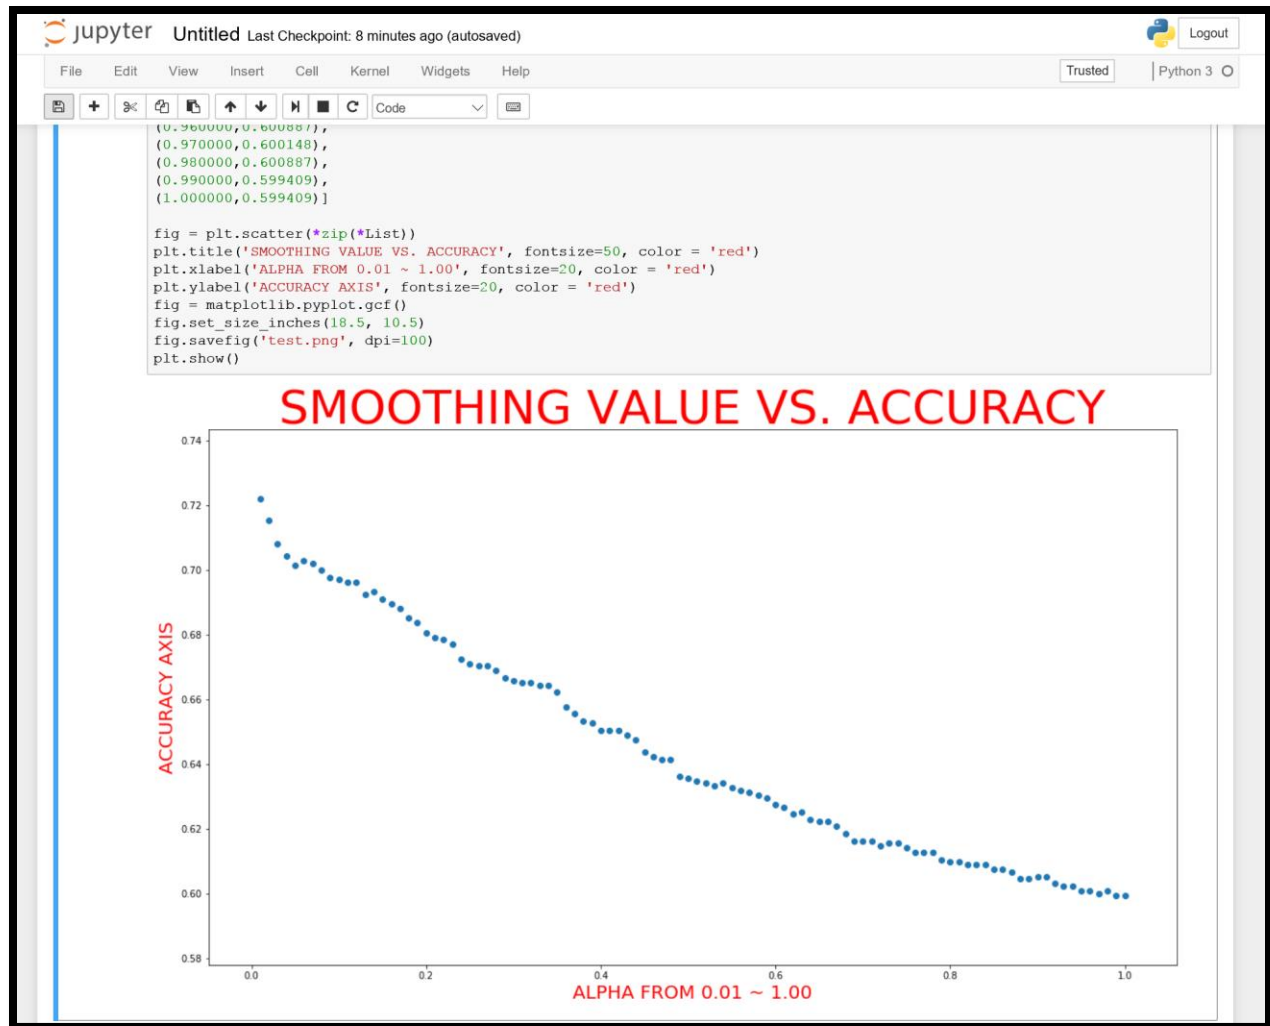 jupyter Untitled Last Checkpoint: 8 minutes ago (autosaved) Logout
File Edit View Insert Cell Kernel Widgets Help Trusted Python 3
Code
(0.960000,0.600887),
(0.970000,0.600148),
(0.980000,0.600887),
(0.990000,0.599409),
(1.000000,0.599409)]
fig = plt.scatter(*zip(*List))
plt.title('SMOOTHING VALUE VS. ACCURACY', fontsize=50, color = 'red')
plt.xlabel('ALPHA FROM 0.01 ~ 1.00', fontsize=20, color = 'red')
plt.ylabel('ACCURACY AXIS', fontsize=20, color = 'red')
fig = matplotlib.pyplot.gcf()
fig.set_size_inches(18.5, 10.5)
fig.savefig('test.png', dpi=100)
plt.show()
SMOOTHING VALUE VS. ACCURACY
0.74
0.72
0.70
0.68
0.66
0.64
0.62
0.60
0.58
ACCURACY AXIS
0.0 0.2 0.4 0.6 0.8 1.0
ALPHA FROM 0.01 ~ 1.00